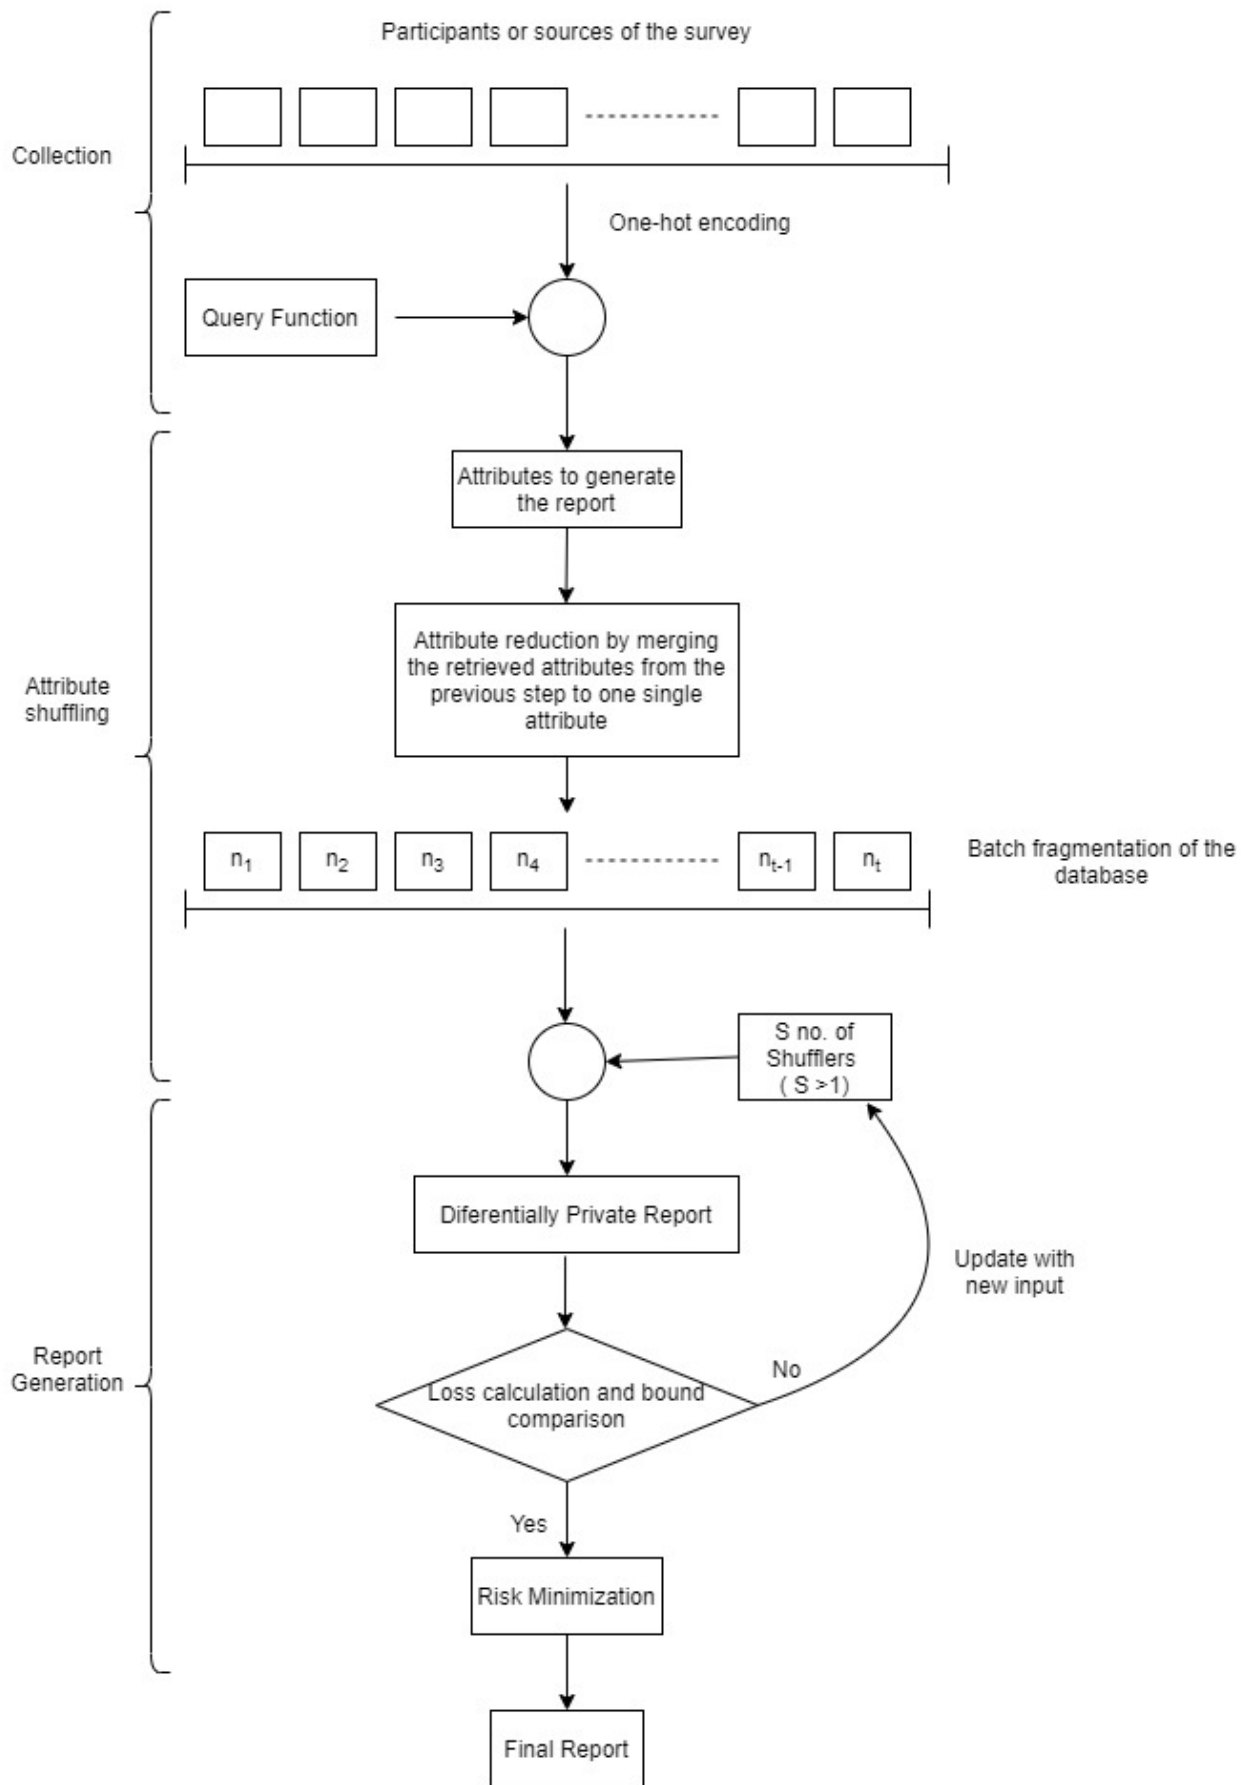 Participants or sources of the survey
Collection
One-hot encoding
Query Function
Attributes to generate
the report
Attribute reduction by merging
the retrieved attributes from the
previous step to one single
attribute
Attribute
shuffling
n₁ n₂ n₃ n₄ n_{t-1} n_t
Batch fragmentation of the
database
S no. of
Shufflers
( S >1)
Diferentially Private Report
Update with
new input
Report
Generation
No
Loss calculation and bound
comparison
Yes
Risk Minimization
Final Report